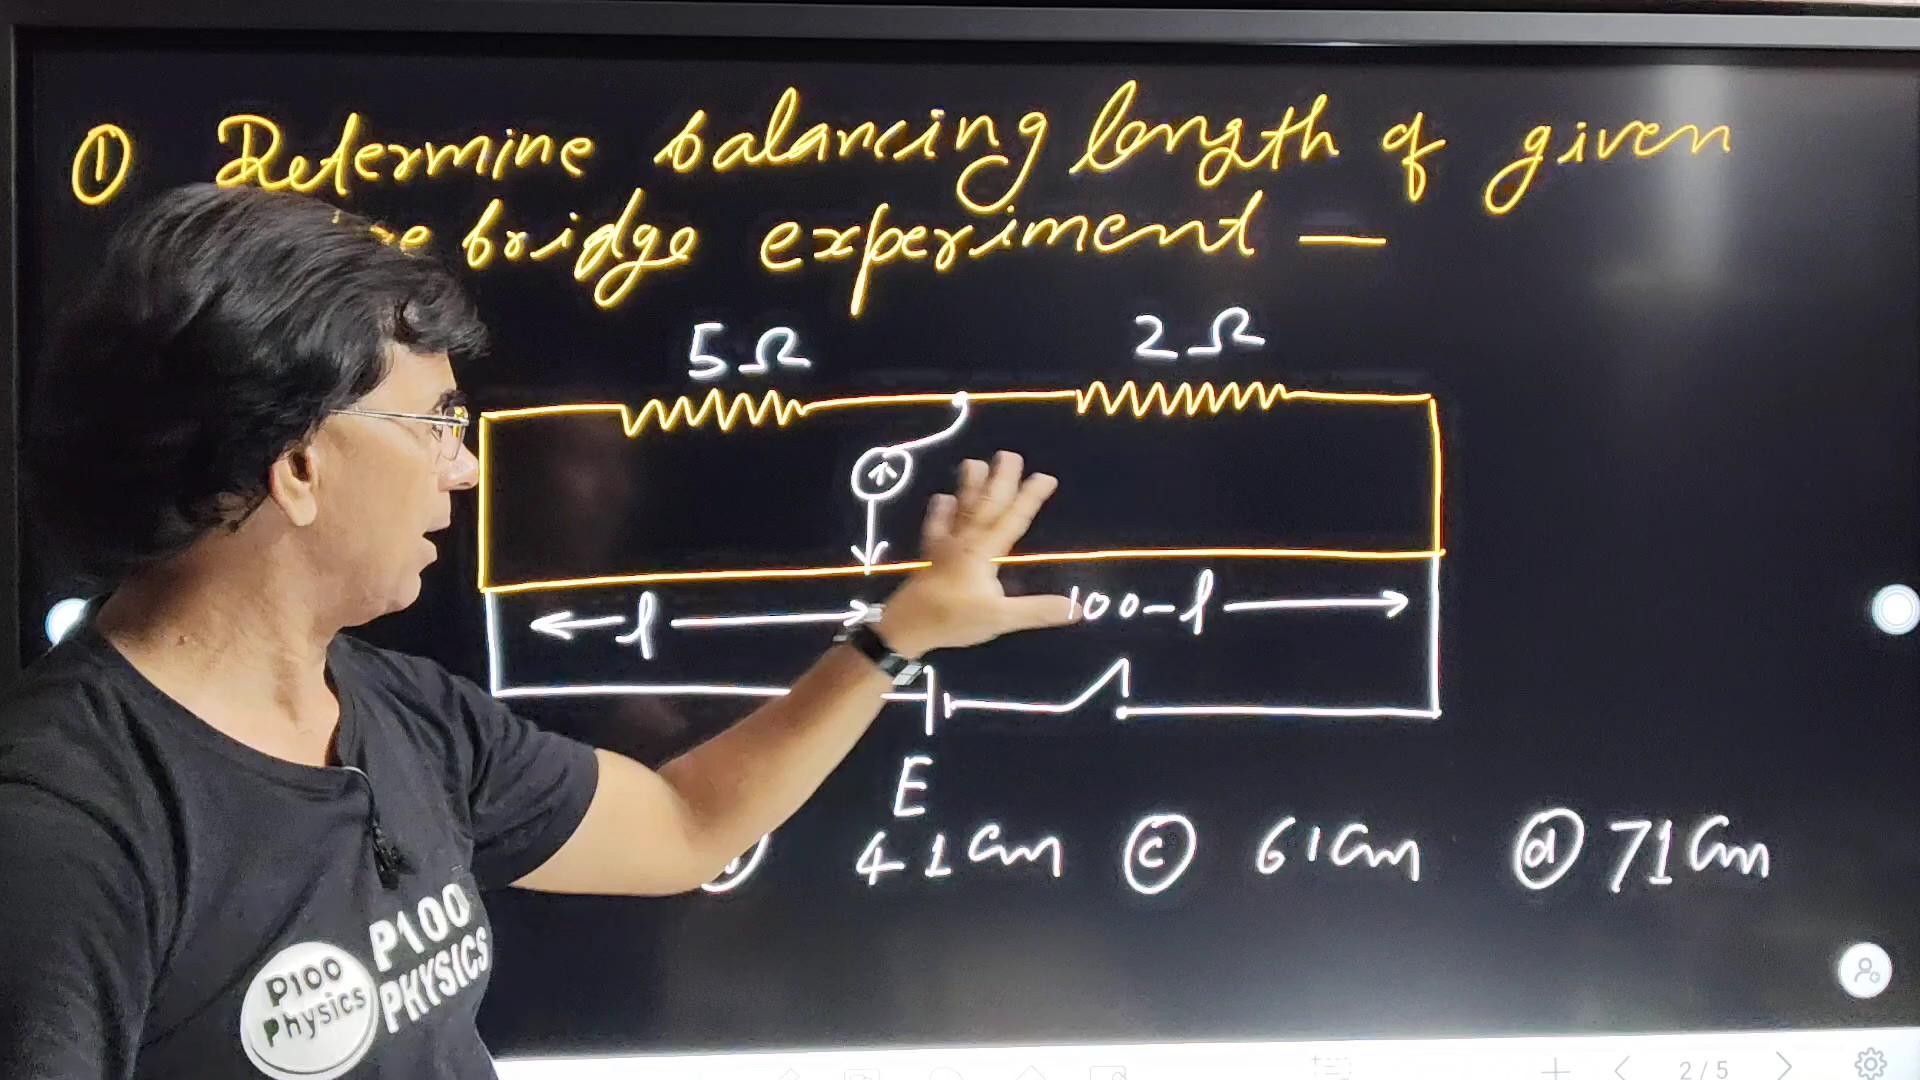 ① Determine balancing length of given
bridge experiment —
5Ω 2Ω
l 100-l
E
41cm ⓒ 61cm ⓓ 71cm
P100 PHYSICS
P100 Physics
2/5